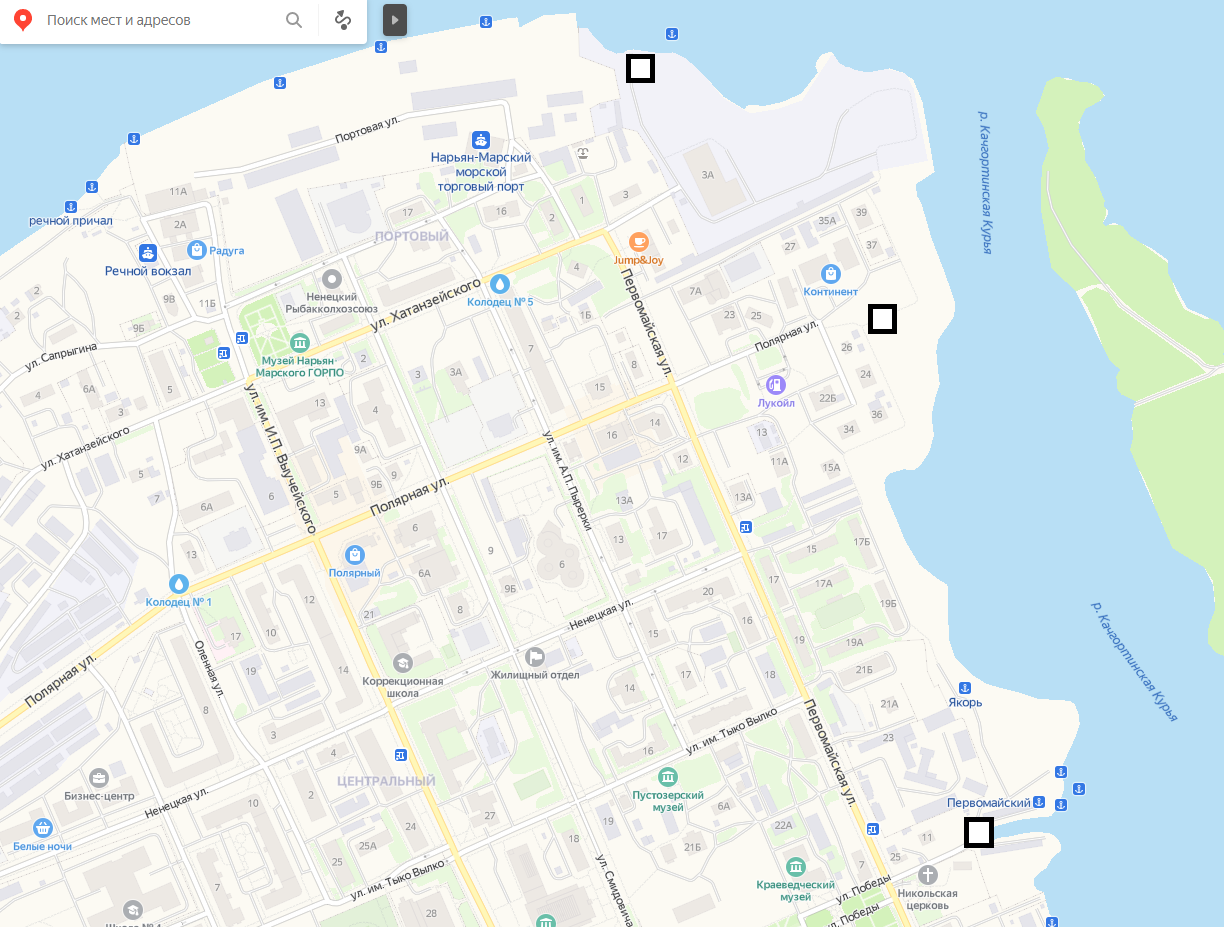 Поиск мест и адресов
Портовая ул.
Нарьян-Марский
морской
торговый порт
р. Качгортинская Курья
3А
11А
речной причал
2А
17
16
2
1
3
ПОРТОВЫЙ
Радуга
35А
39
27
37
Jump&Joy
Речной вокзал
4
Континент
Ненецкий
Рыбакколхозсоюз
Колодец № 5
2
9В
11Б
7А
ул. Хатанзейского
Первомайская ул.
2
9Б
1Б
23
25
Полярная ул.
ул. Сапрыгина
Музей Нарьян-
Марского ГОРПО
2
7
26
4
6А
5
3
3А
8
24
15
Лукойл
22Б
3
13
4
36
14
16
34
13
ул. Хатанзейского
ул. им. И.П. Выучейского
9А
12
11А
15А
5
9
7
6
5
9Б
13А
13А
6А
Полярная ул.
ул. им. А.П. Пырерки
6
13
17
17Б
13
9
6
15
Полярный
6А
17
17А
Колодец № 1
12
9Б
20
8
19Б
21
Ненецкая ул.
16
17
10
15
19
19А
Оленная ул.
19
Жилищный отдел
Полярная ул.
Коррекционная
школа
14
17
18
21Б
14
р. Качгортинская Курья
Якорь
21А
8
ул. им. Тыко Вылко
Первомайская ул.
3
16
23
2
ЦЕНТРАЛЬНЫЙ
Бизнес-центр
Пустозерский
музей
Первомайский
Ненецкая ул.
10
6А
27
24
19
22А
Белые ночи
18
11
25А
21Б
25
25
ул. им. Тыко Вылко
7
7
Краеведческий
музей
ул. Победы
Никольская
церковь
ул. Смидовича
28
ул. Победы